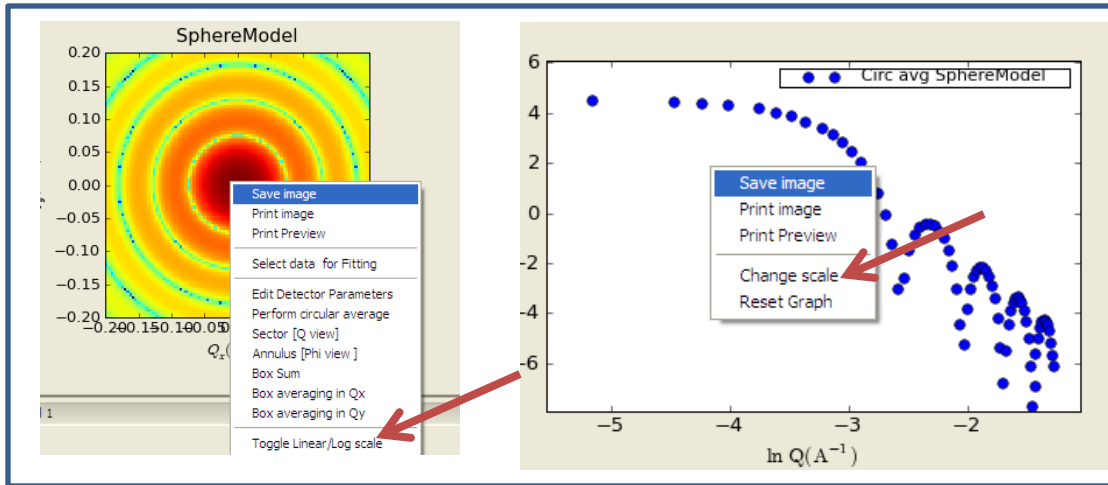 SphereModel
0.20
0.15
0.10
0.05
0.00
−0.05
−0.10
−0.15
−0.20
−0.20 −0.15 −0.10 −0.05
Save image
Print image
Print Preview
Select data for Fitting
Edit Detector Parameters
Perform circular average
Sector [Q view]
Annulus [Phi view ]
Box Sum
Box averaging in Qx
Box averaging in Qy
Toggle Linear/Log scale
1
6
4
2
0
-2
-4
-6
Circ avg SphereModel
Save image
Print image
Print Preview
Change scale
Reset Graph
−5 −4 −3 −2
ln Q(A⁻¹)